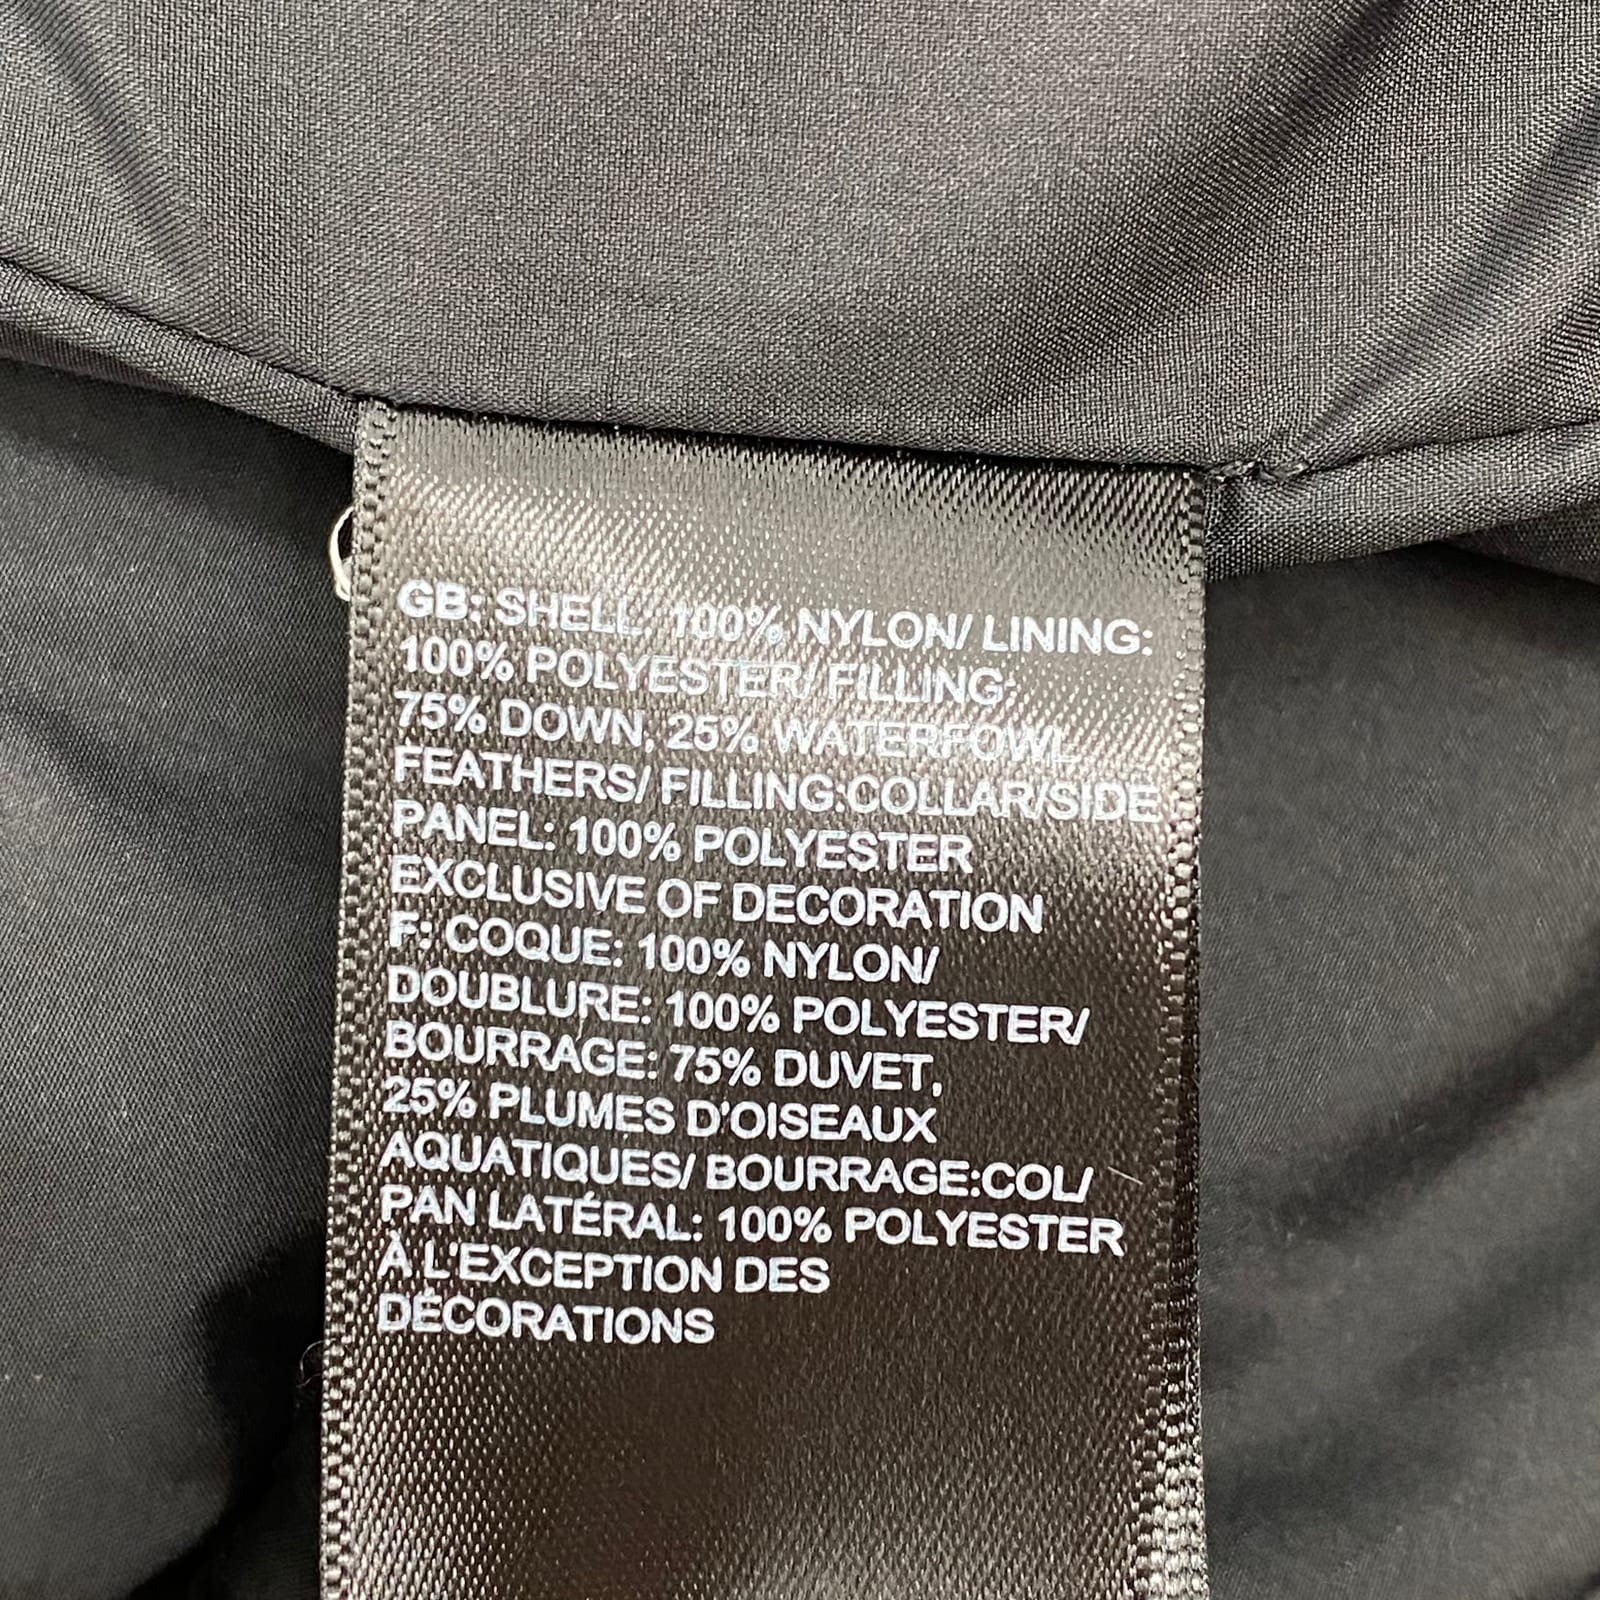 GB: SHELL: 100% NYLON/ LINING:
100% POLYESTER/ FILLING:
75% DOWN, 25% WATERFOWL
FEATHERS/ FILLING:COLLAR/SIDE
PANEL: 100% POLYESTER
EXCLUSIVE OF DECORATION
F: COQUE: 100% NYLON/
DOUBLURE: 100% POLYESTER/
BOURRAGE: 75% DUVET,
25% PLUMES D'OISEAUX
AQUATIQUES/ BOURRAGE:COL/
PAN LATÉRAL: 100% POLYESTER
À L'EXCEPTION DES
DÉCORATIONS